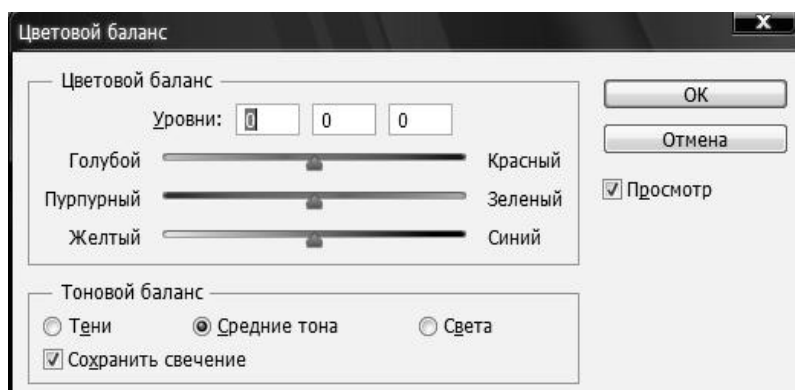 Цветовой баланс
X
Цветовой баланс
Уровни: 0 0 0
Голубой Красный
Пурпурный Зеленый
Желтый Синий
OK
Отмена
Просмотр
Тоновой баланс
Тени Средние тона Света
Сохранить свечение